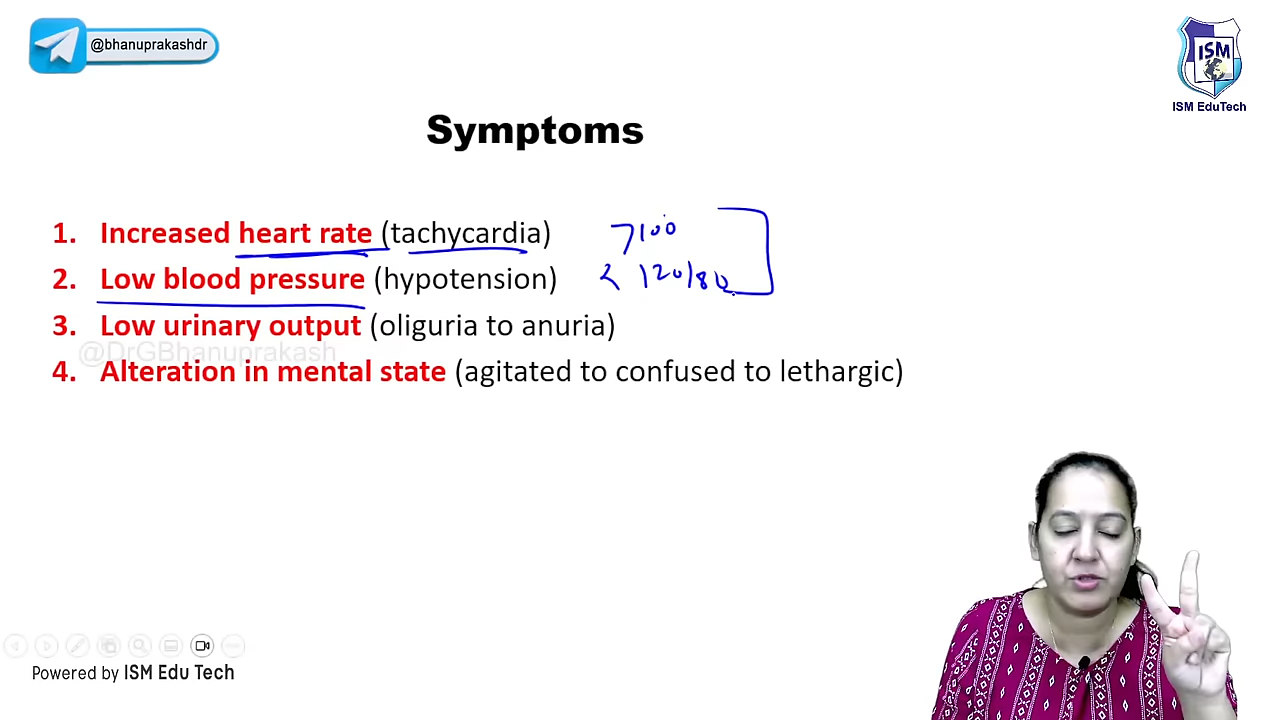 @bhanuprakashdr
ISM
ISM EduTech
Symptoms
1. Increased heart rate (tachycardia) >100
2. Low blood pressure (hypotension) < 120/80
3. Low urinary output (oliguria to anuria)
@DrGBhanuprakash
4. Alteration in mental state (agitated to confused to lethargic)
Powered by ISM Edu Tech